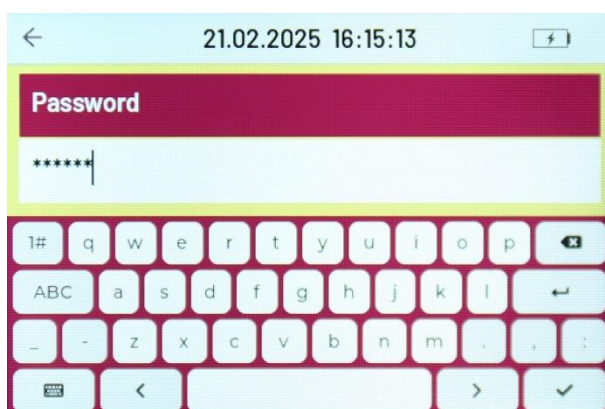 21.02.2025 16:15:13
Password
******
1# q w e r t y u i o p
ABC a s d f g h j k l
_ - z x c v b n m . , :
< >